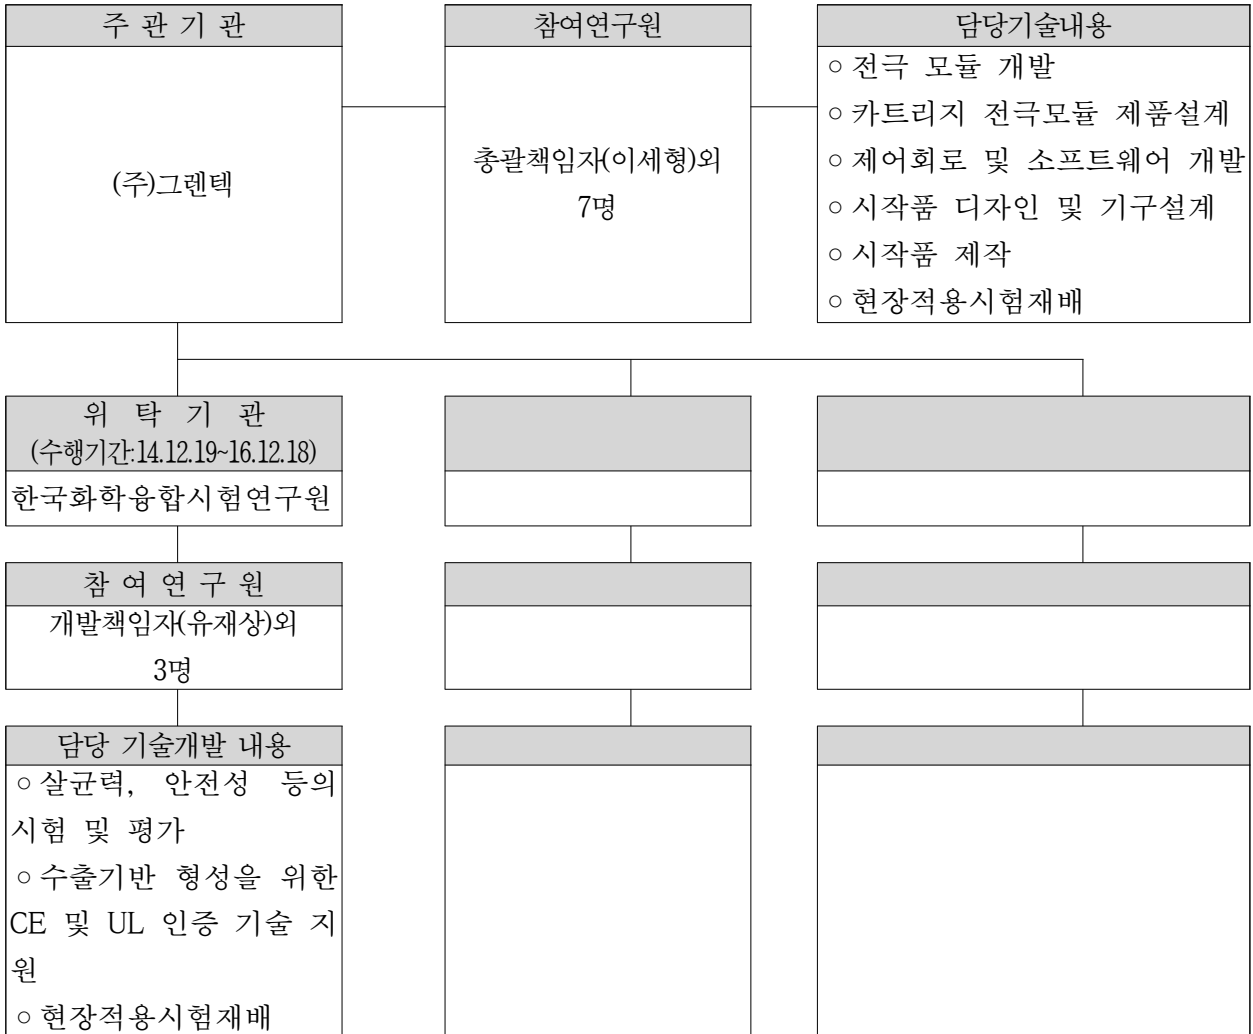 주 관 기 관
(주)그렌텍
참여연구원
총괄책임자(이세형)외
7명
담당기술내용
○전극 모듈 개발
○카트리지 전극모듈 제품설계
○제어회로 및 소프트웨어 개발
○시작품 디자인 및 기구설계
○시작품 제작
○현장적용시험재배
위 탁 기 관
(수행기간:14.12.19~16.12.18)
한국화학융합시험연구원
참 여 연 구 원
개발책임자(유재상)외
3명
담당 기술개발 내용
○살균력, 안전성 등의
시험 및 평가
○수출기반 형성을 위한
CE 및 UL 인증 기술 지
원
○현장적용시험재배